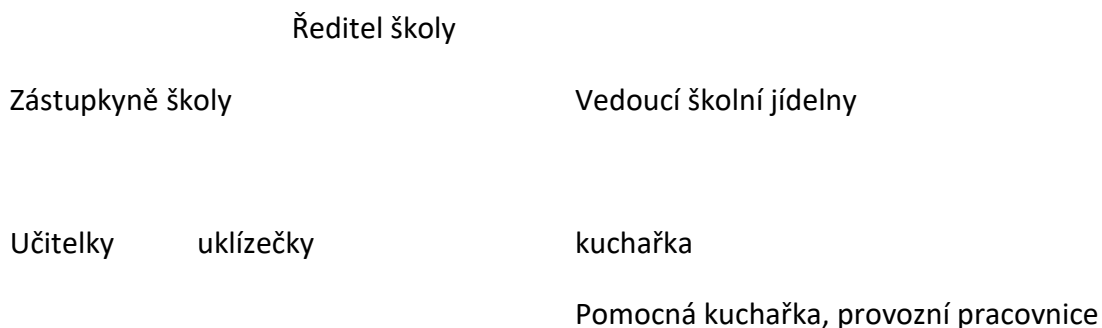 Ředitel školy
Zástupkyně školy Vedoucí školní jídelny
Učitelky uklízečky kuchařka
Pomocná kuchařka, provozní pracovnice